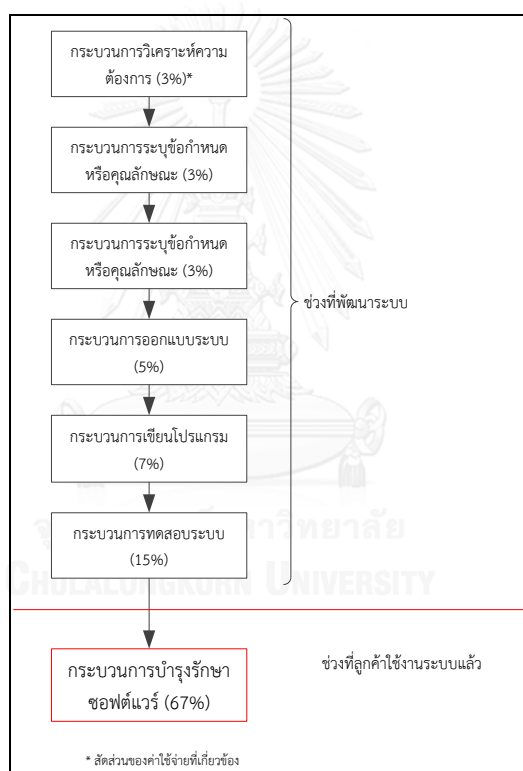 กระบวนการวิเคราะห์ความ
ต้องการ (3%)*
กระบวนการระบุข้อกำหนด
หรือคุณลักษณะ (3%)
กระบวนการระบุข้อกำหนด
หรือคุณลักษณะ (3%)
ช่วงที่พัฒนาระบบ
กระบวนการออกแบบระบบ
(5%)
กระบวนการเขียนโปรแกรม
(7%)
กระบวนการทดสอบระบบ
(15%)
CHULALONGKORN UNIVERSITY
กระบวนการบำรุงรักษา
ซอฟต์แวร์ (67%)
ช่วงที่ลูกค้าใช้งานระบบแล้ว
* สัดส่วนของค่าใช้จ่ายที่เกี่ยวข้อง